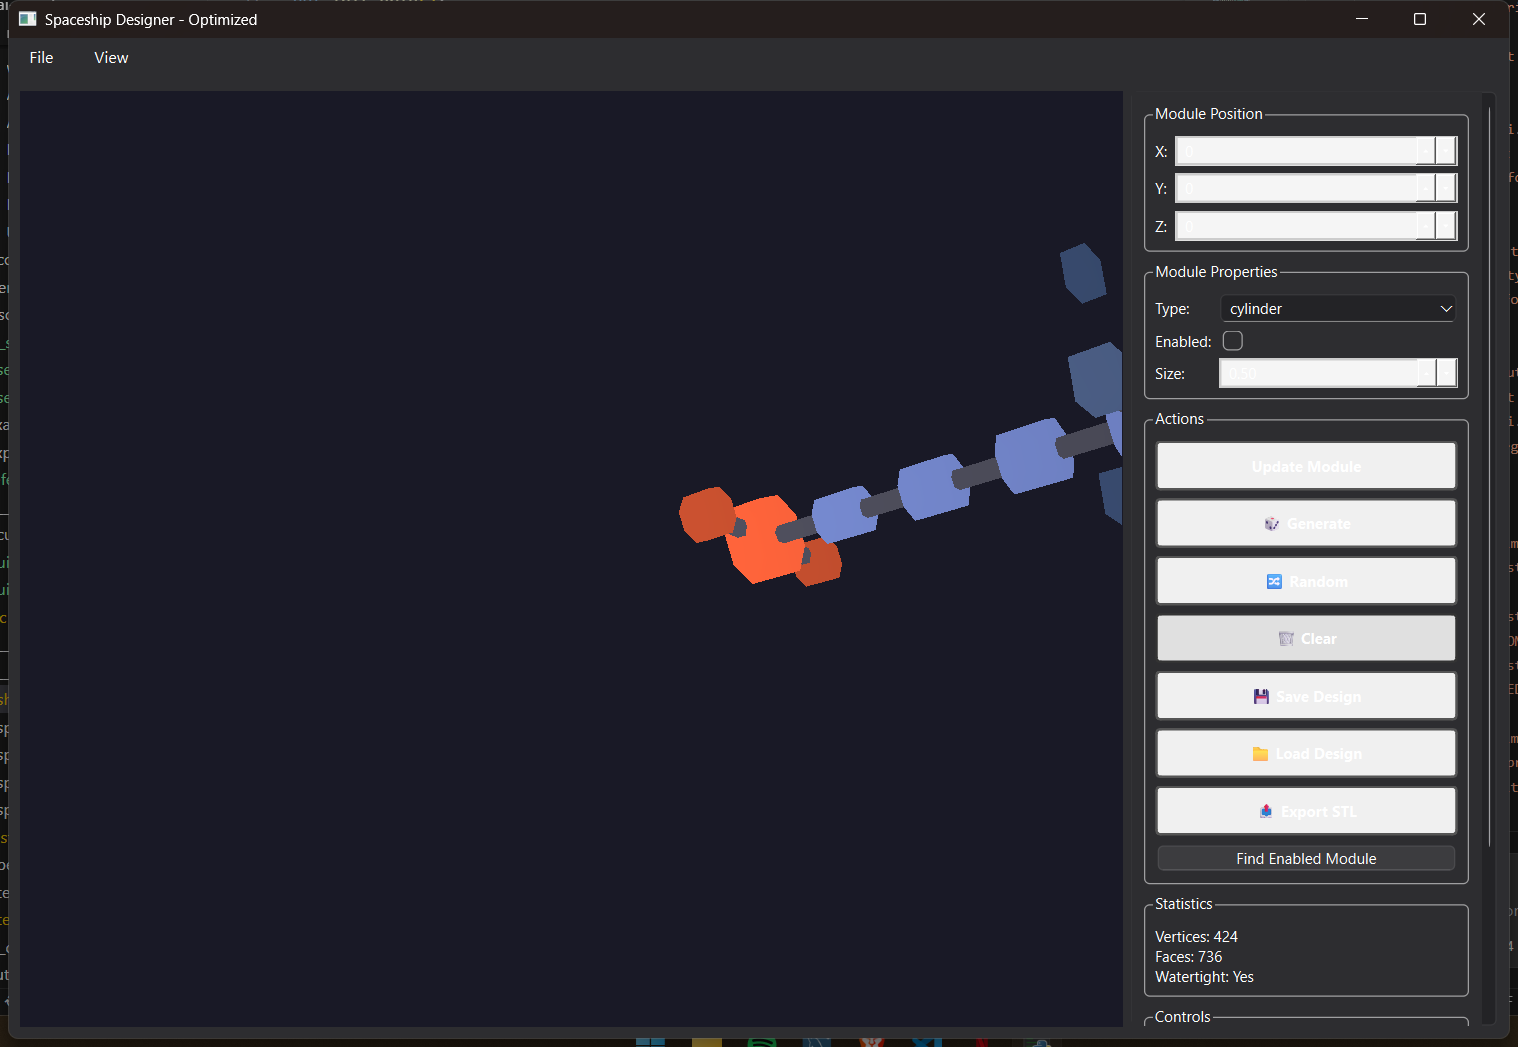 Spaceship Designer - Optimized
File View
Module Position
X: 0
Y: 0
Z: 0
Module Properties
Type: cylinder
Enabled:
Size: 0.50
Actions
Update Module
Generate
Random
Clear
Save Design
Load Design
Export STL
Find Enabled Module
Statistics
Vertices: 424
Faces: 736
Watertight: Yes
Controls